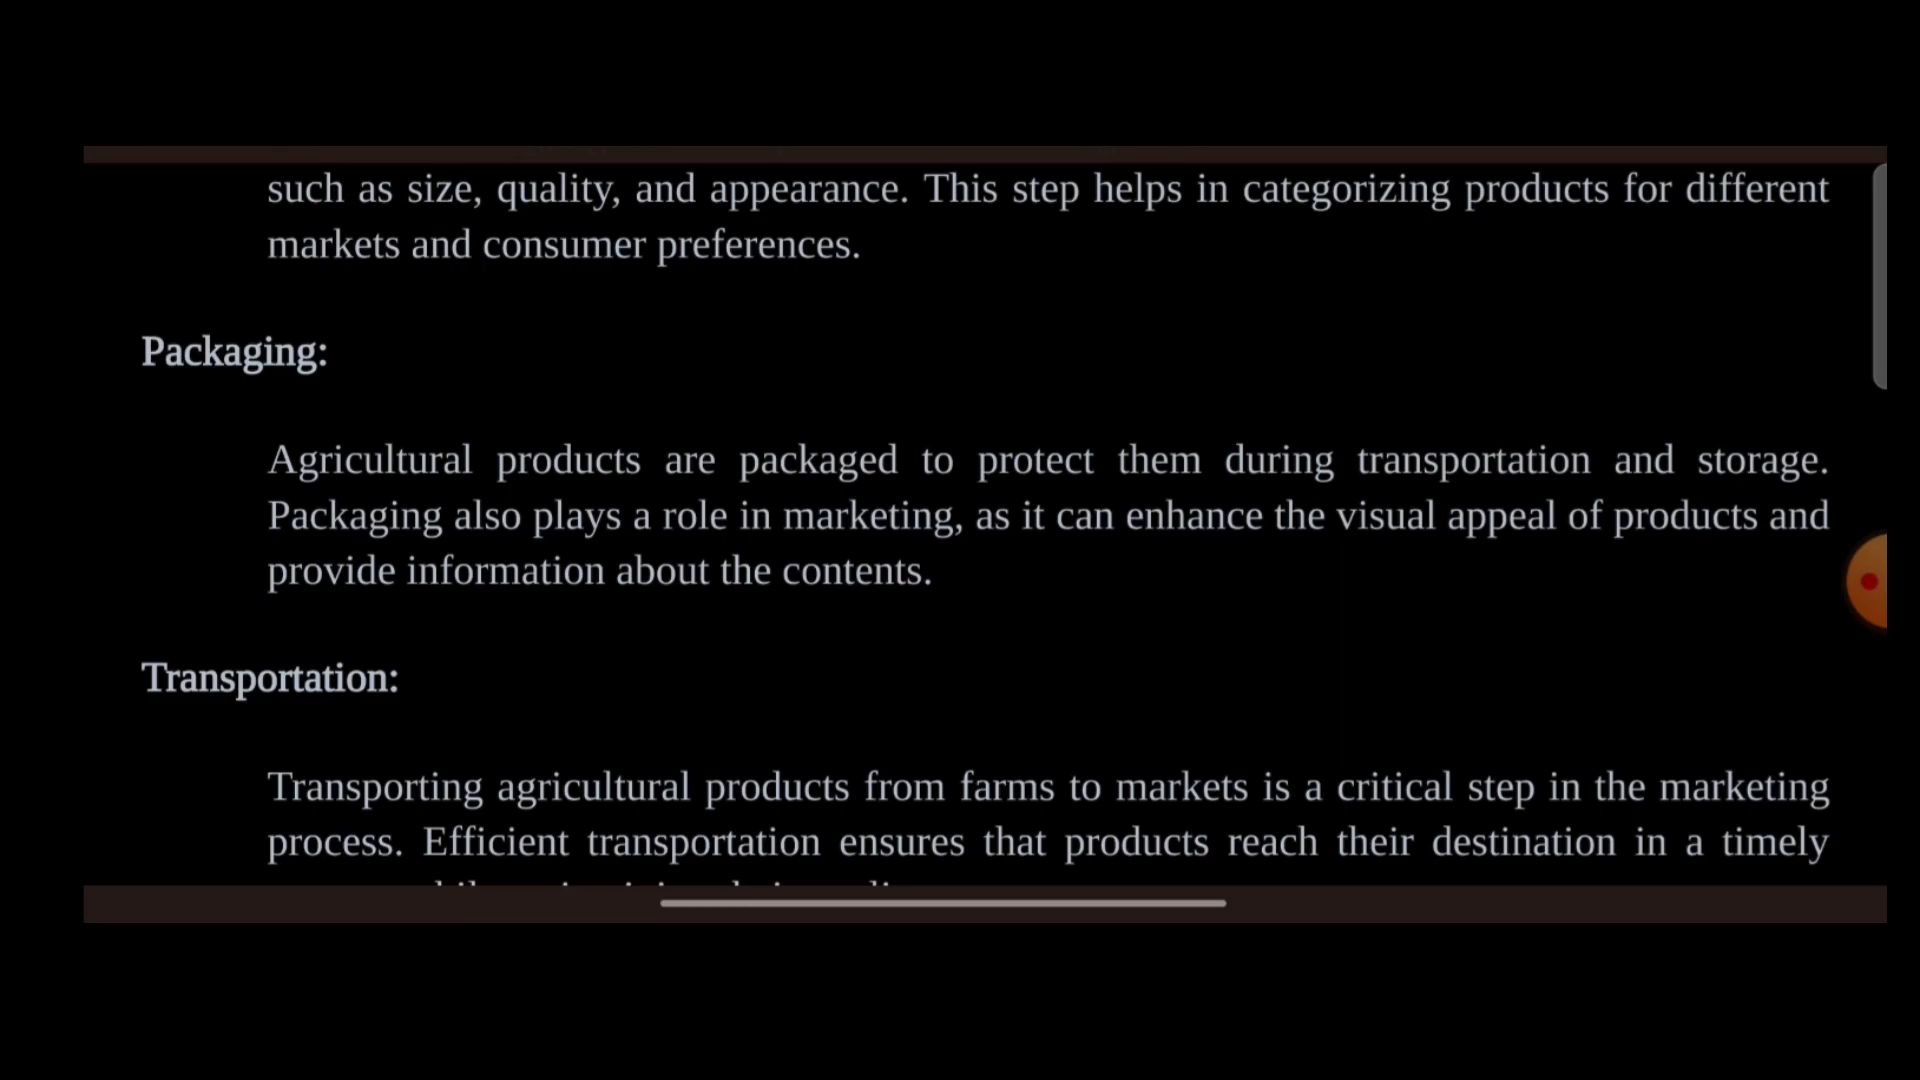 such as size, quality, and appearance. This step helps in categorizing products for different
markets and consumer preferences.
Packaging:
Agricultural products are packaged to protect them during transportation and storage.
Packaging also plays a role in marketing, as it can enhance the visual appeal of products and
provide information about the contents.
Transportation:
Transporting agricultural products from farms to markets is a critical step in the marketing
process. Efficient transportation ensures that products reach their destination in a timely